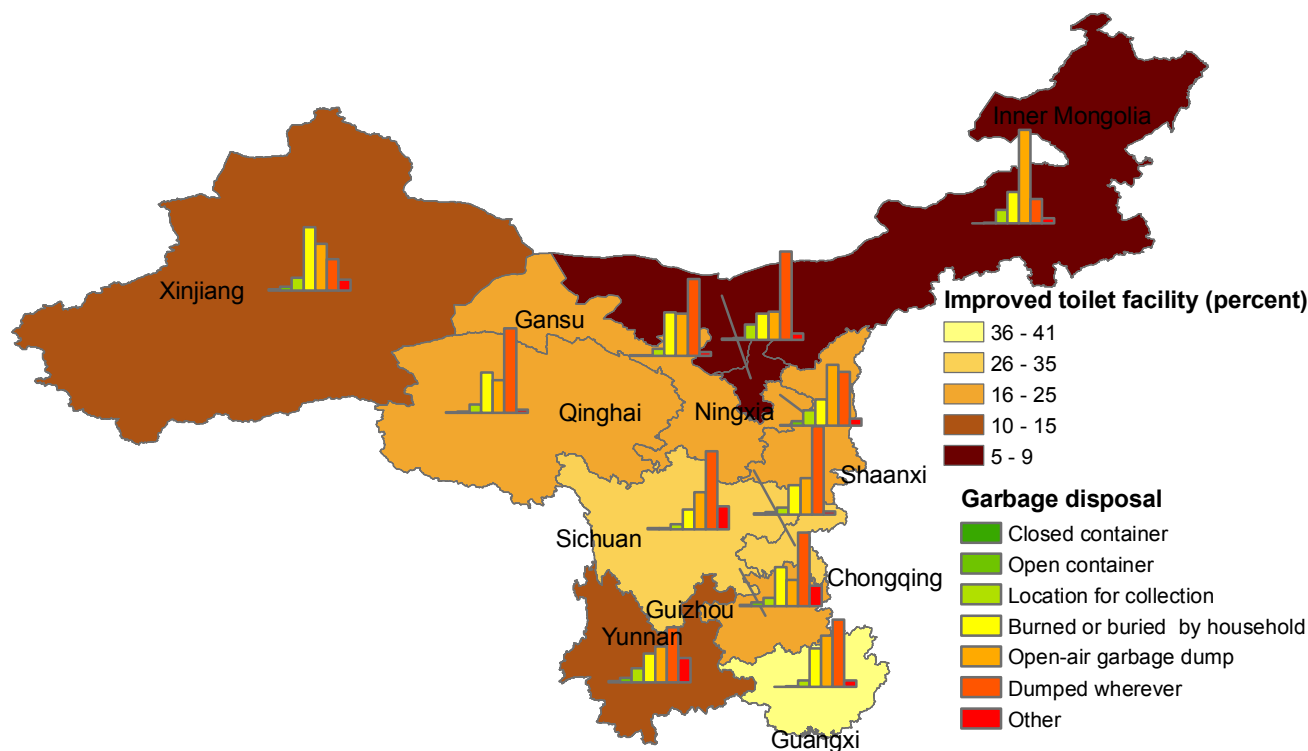 Inner Mongolia
Xinjiang
Gansu
Qinghai
Ningxia
Shaanxi
Sichuan
Chongqing
Guizhou
Yunnan
Guangxi
Improved toilet facility (percent)
36 - 41
26 - 35
16 - 25
10 - 15
5 - 9
Garbage disposal
Closed container
Open container
Location for collection
Burned or buried by household
Open-air garbage dump
Dumped wherever
Other